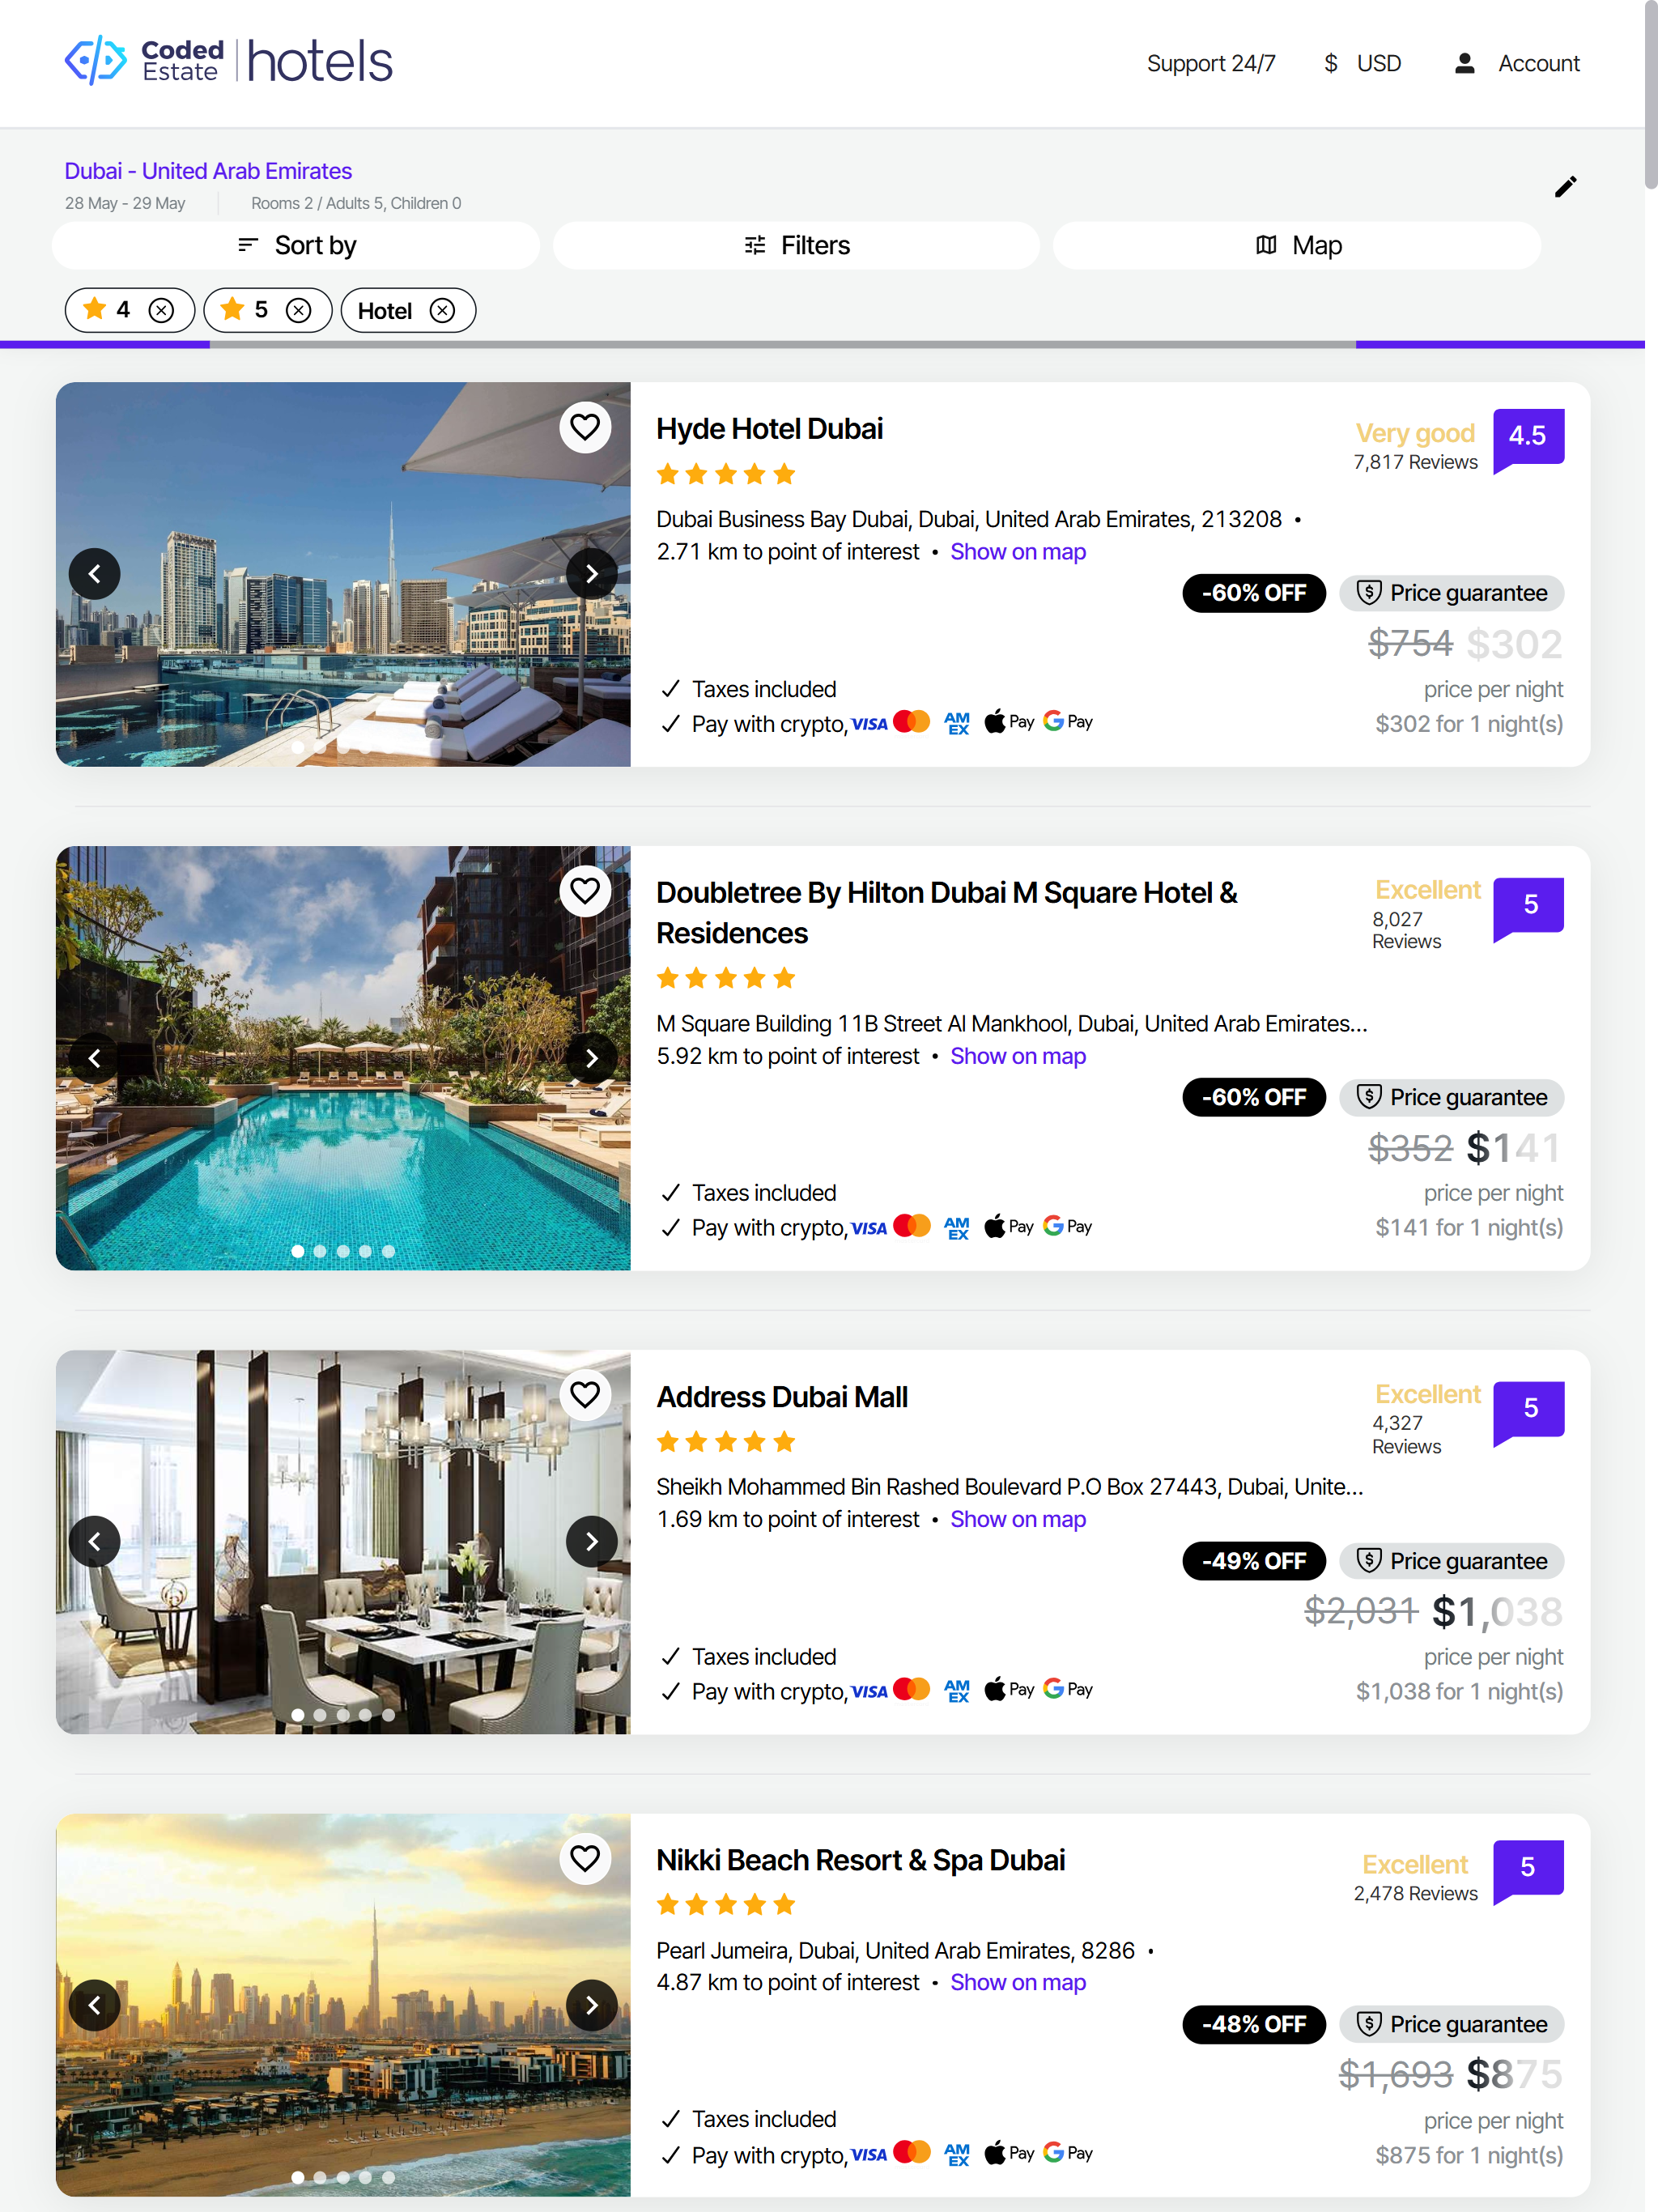 Coded
Estate
hotels
Support 24/7
$ USD
Account
Dubai - United Arab Emirates
28 May - 29 May
Rooms 2 / Adults 5, Children 0
Sort by
Filters
Map
4
5
Hotel
Hyde Hotel Dubai
Very good
7,817 Reviews
4.5
Dubai Business Bay Dubai, Dubai, United Arab Emirates, 213208 •
2.71 km to point of interest • Show on map
-60% OFF
Price guarantee
$754 $302
Taxes included
price per night
Pay with crypto, VISA AM EX Pay G Pay
$302 for 1 night(s)
Doubletree By Hilton Dubai M Square Hotel &
Residences
Excellent
8,027
Reviews
5
M Square Building 11B Street Al Mankhool, Dubai, United Arab Emirates...
5.92 km to point of interest • Show on map
-60% OFF
Price guarantee
$352 $141
Taxes included
price per night
Pay with crypto, VISA AM EX Pay G Pay
$141 for 1 night(s)
Address Dubai Mall
Excellent
4,327
Reviews
5
Sheikh Mohammed Bin Rashed Boulevard P.O Box 27443, Dubai, Unite...
1.69 km to point of interest • Show on map
-49% OFF
Price guarantee
$2,031 $1,038
Taxes included
price per night
Pay with crypto, VISA AM EX Pay G Pay
$1,038 for 1 night(s)
Nikki Beach Resort & Spa Dubai
Excellent
2,478 Reviews
5
Pearl Jumeira, Dubai, United Arab Emirates, 8286 •
4.87 km to point of interest • Show on map
-48% OFF
Price guarantee
$1,693 $875
Taxes included
price per night
Pay with crypto, VISA AM EX Pay G Pay
$875 for 1 night(s)